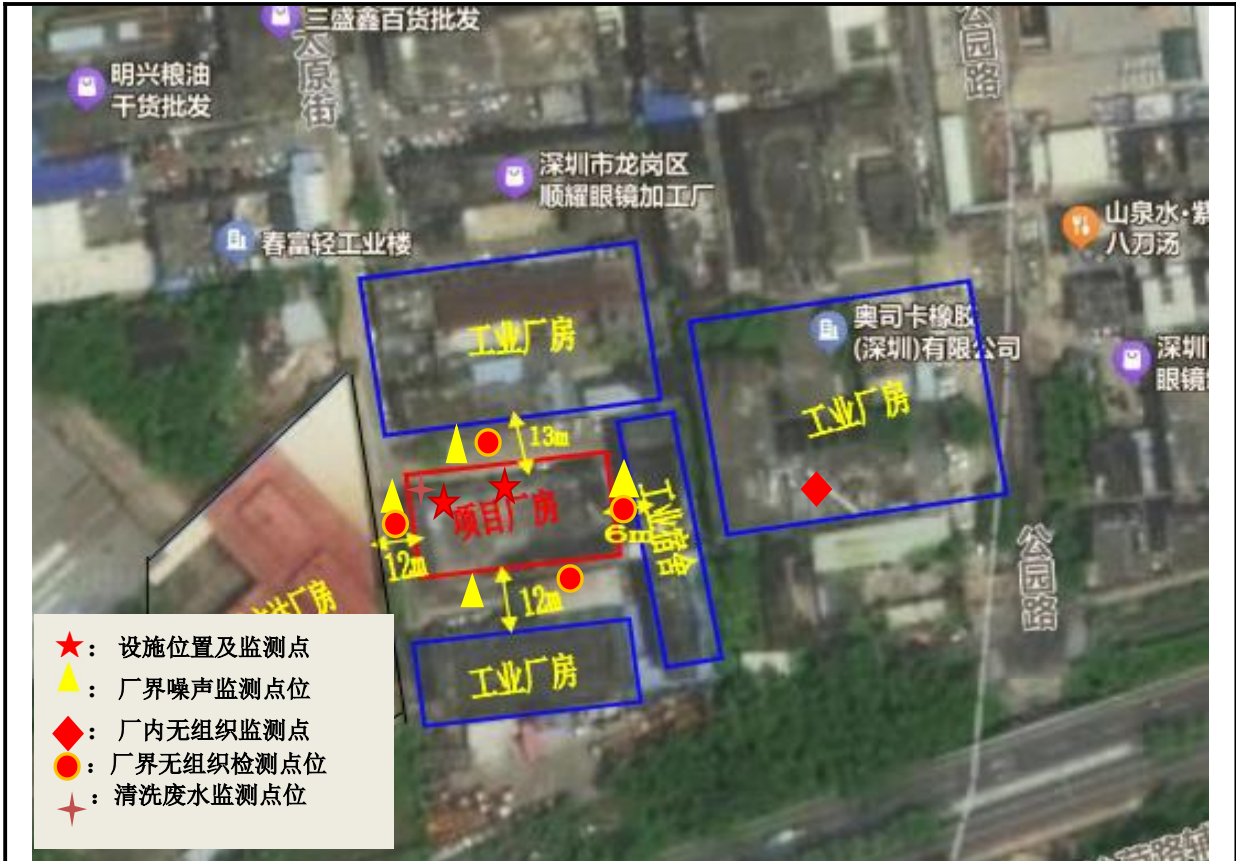 三盛鑫百货批发
太原街
公园路
明兴粮油
干货批发
深圳市龙岗区
顺耀眼镜加工厂
山泉水·紫
八刀汤
春富轻工业楼
奥司卡橡胶
(深圳)有限公司
深圳
眼镜
工业厂房
工业厂房
13m
项目厂房
工业宿舍
6m
12m
12m
公园路
厂房
工业厂房
： 设施位置及监测点
： 厂界噪声监测点位
： 厂内无组织监测点
： 厂界无组织检测点位
： 清洗废水监测点位